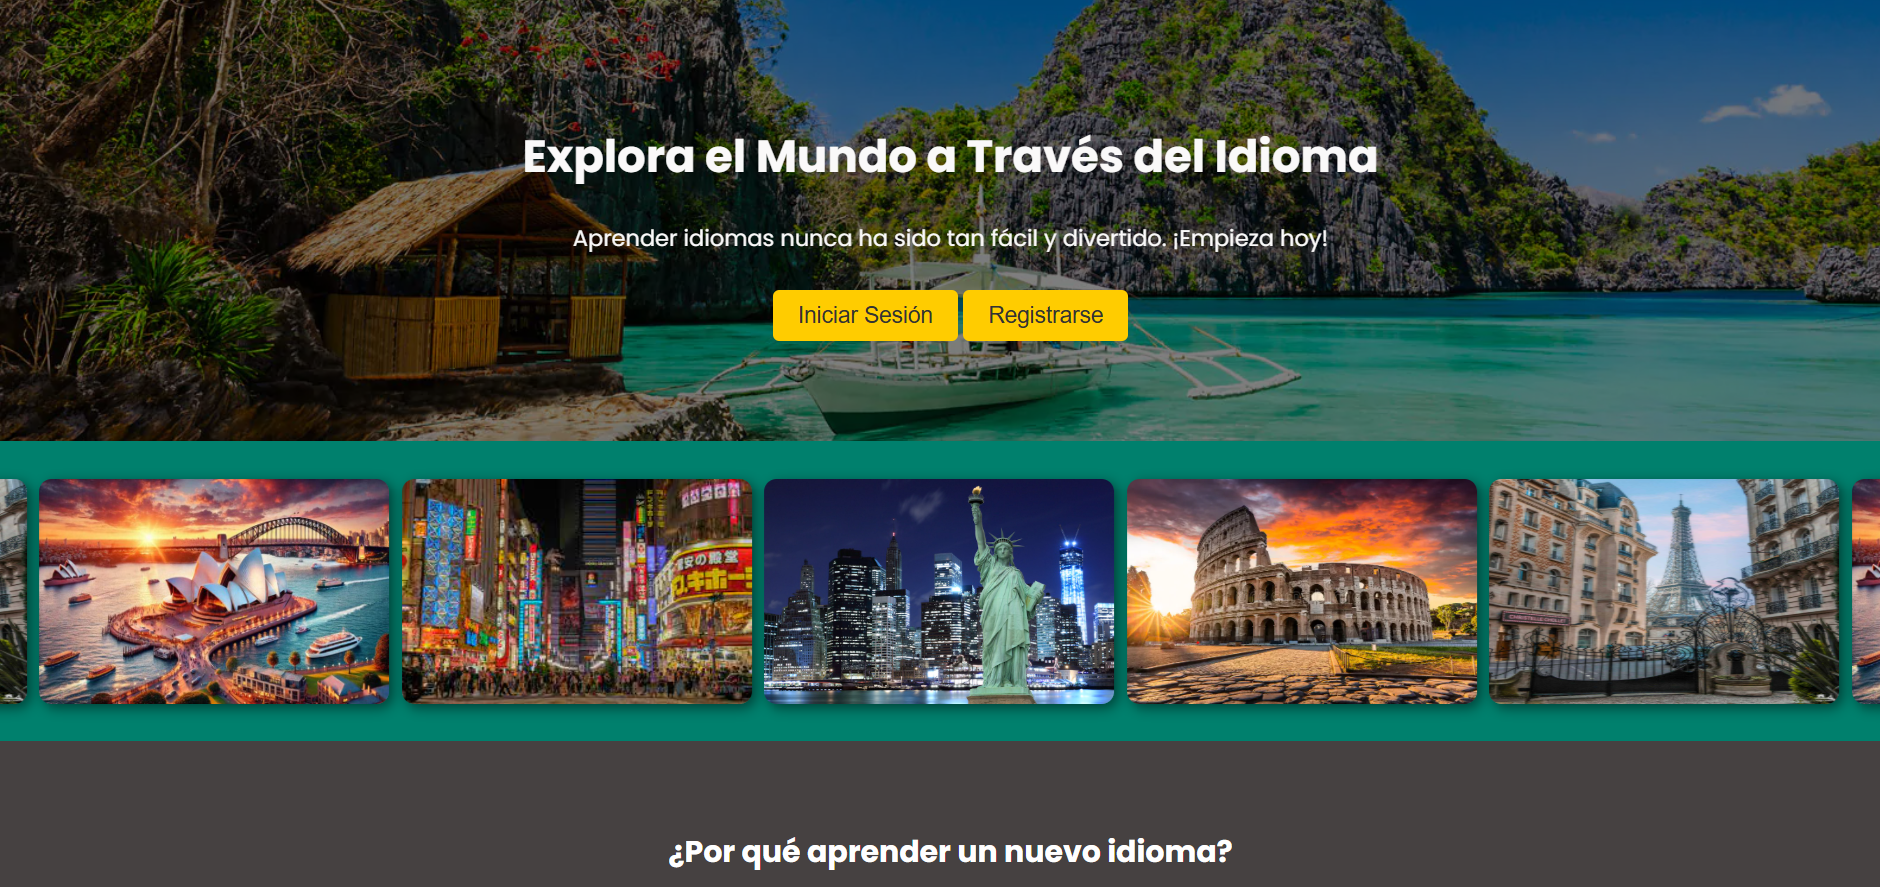 Explora el Mundo a Través del Idioma
Aprender idiomas nunca ha sido tan fácil y divertido. ¡Empieza hoy!
Iniciar Sesión
Registrarse
¿Por qué aprender un nuevo idioma?